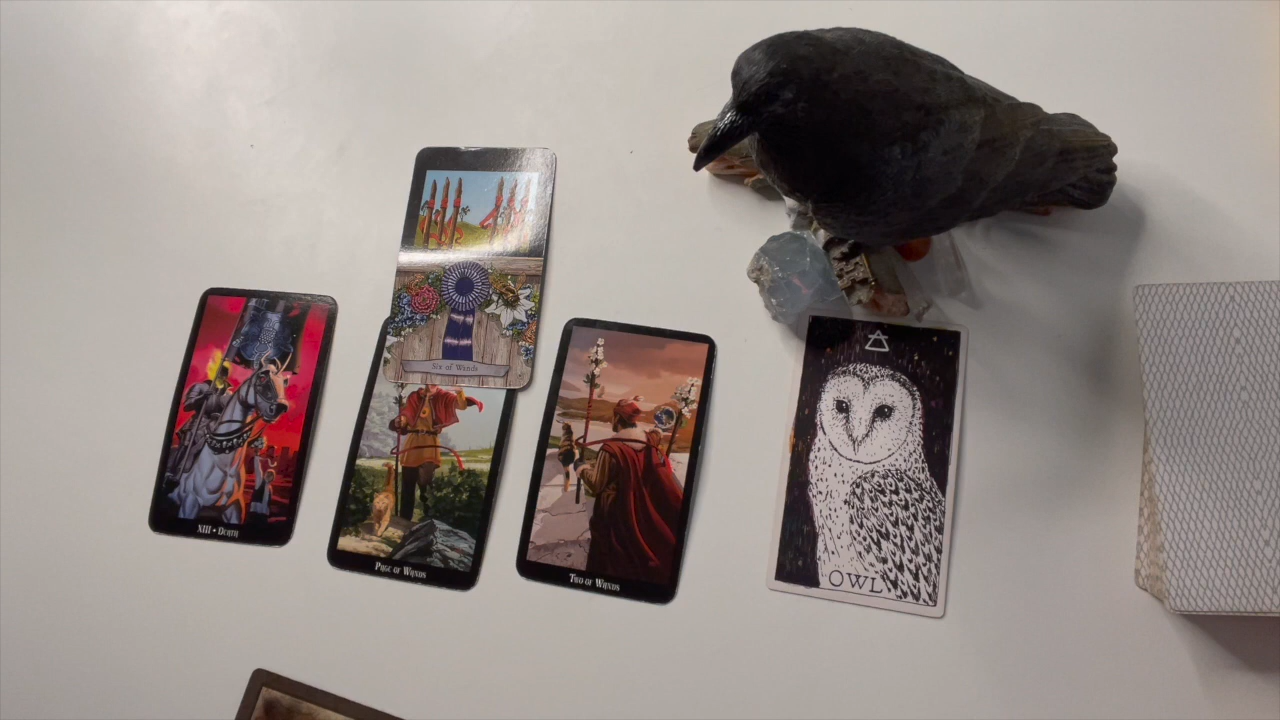 Six of Wands
XIII • Death
Page of Wands
Two of Wands
OWL